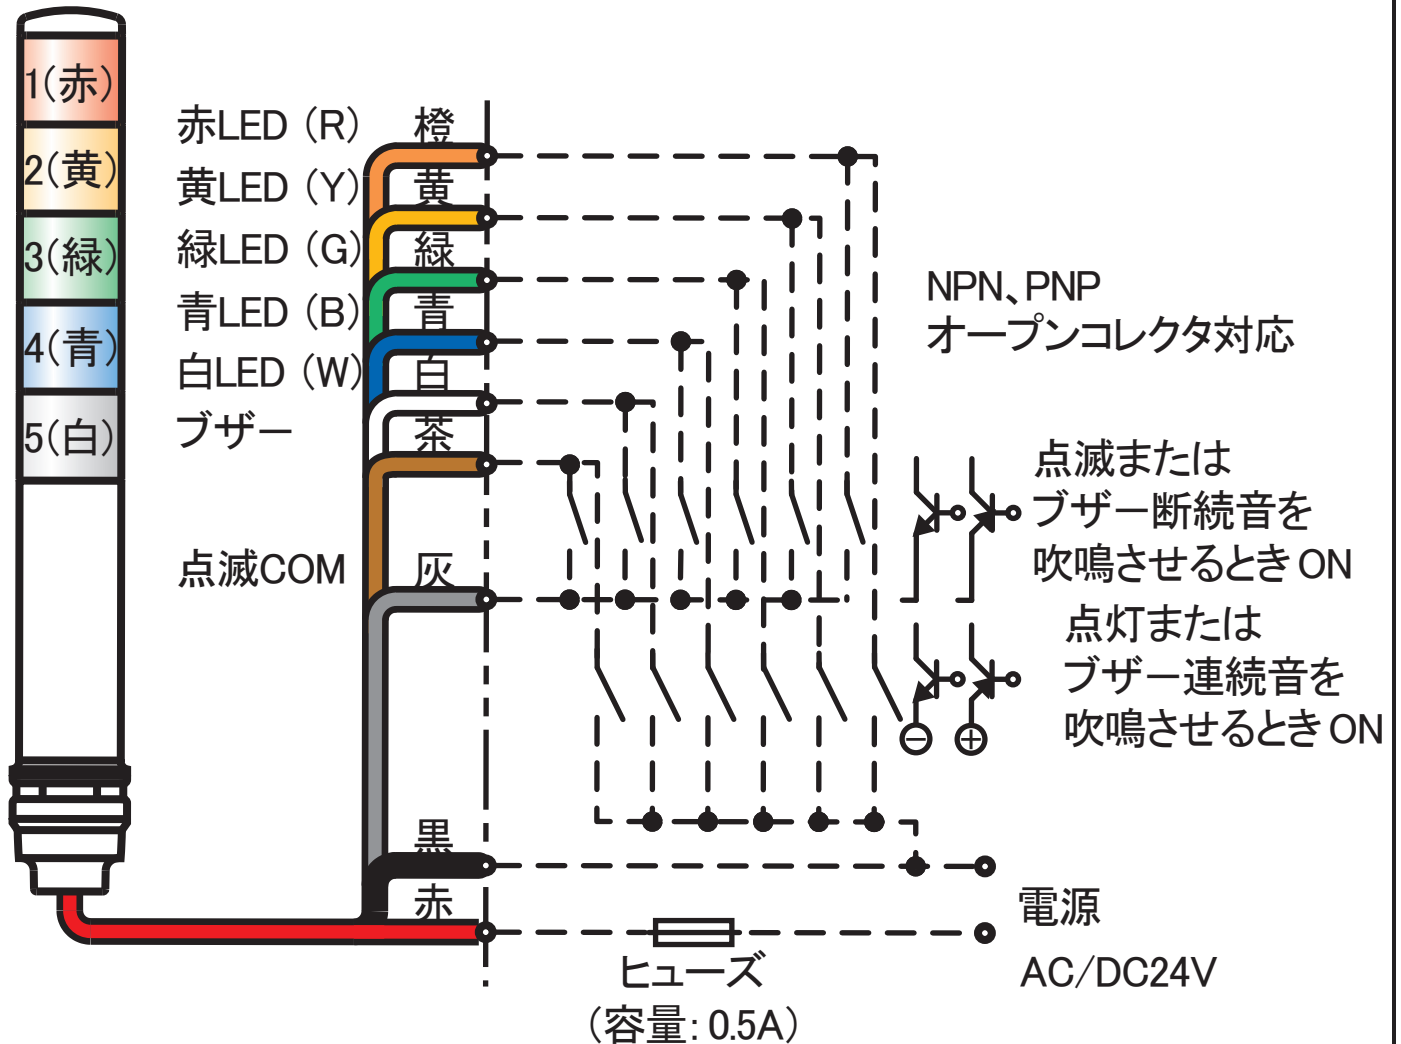 1(赤)
2(黄)
3(緑)
4(青)
5(白)
赤LED (R) 橙
黄LED (Y) 黄
緑LED (G) 緑
青LED (B) 青
白LED (W) 白
ブザー 茶
点滅COM 灰
黒
赤
NPN、PNP
オープンコレクタ対応
点滅または
ブザー断続音を
吹鳴させるときON
点灯または
ブザー連続音を
吹鳴させるときON
− +
電源
AC/DC24V
ヒューズ
(容量:0.5A)